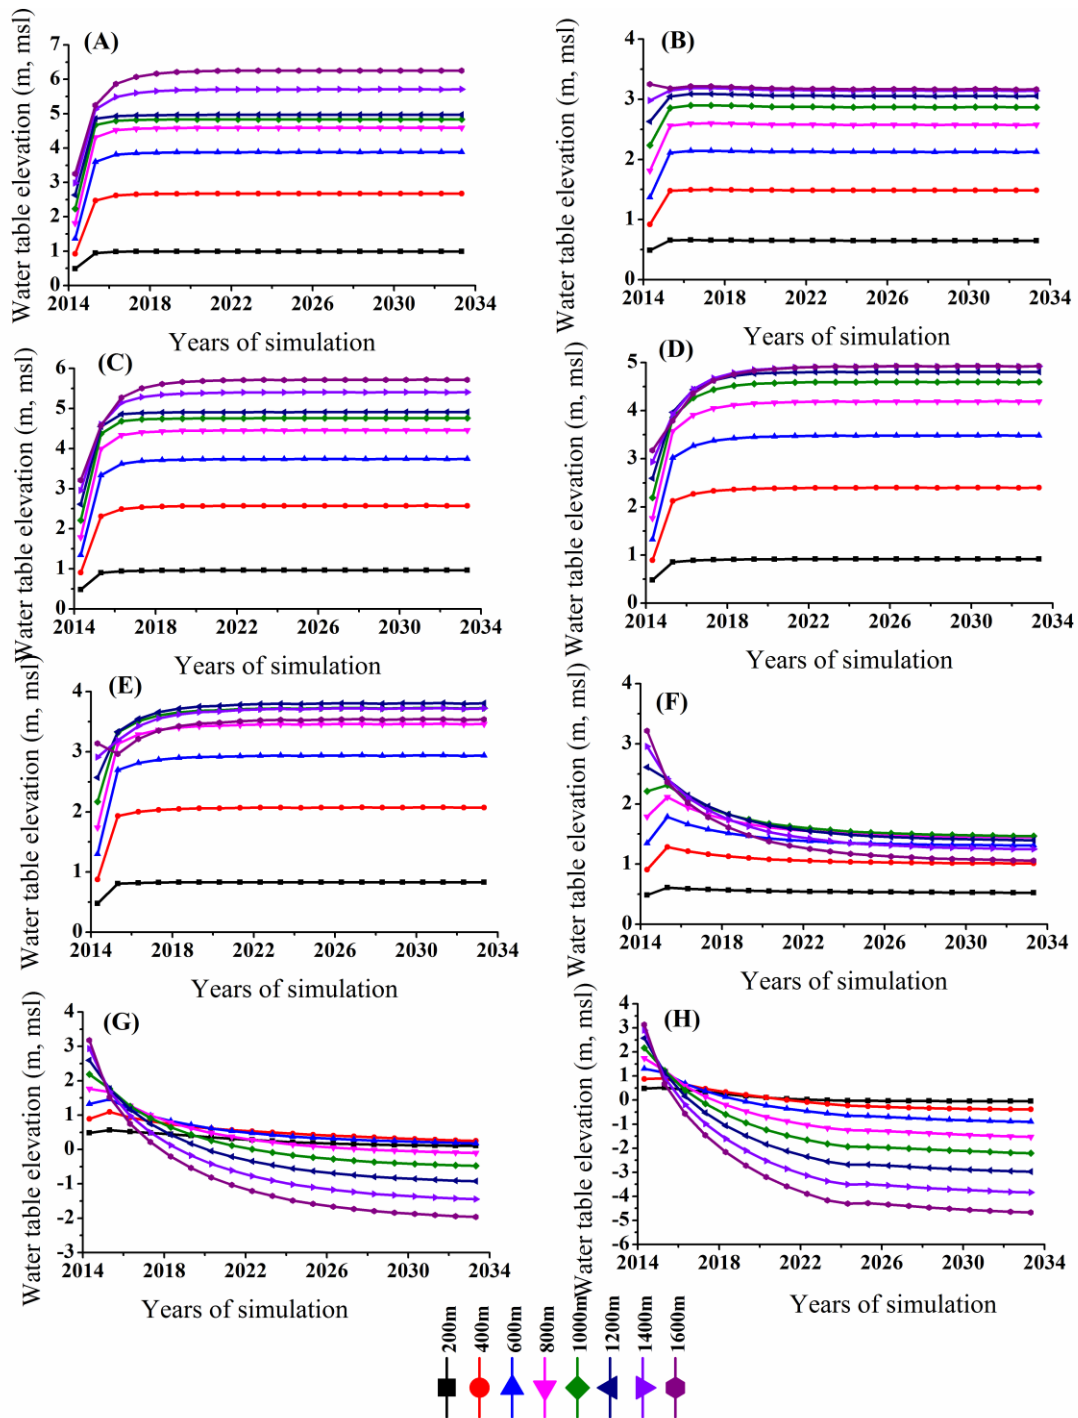 (A)
Water table elevation (m, msl)
7
6
5
4
3
2
1
0
2014 2018 2022 2026 2030 2034
Years of simulation
(B)
Water table elevation (m, msl)
4
3
2
1
0
2014 2018 2022 2026 2030 2034
Years of simulation
(C)
Water table elevation (m, msl)
6
5
4
3
2
1
0
2014 2018 2022 2026 2030 2034
Years of simulation
(D)
Water table elevation (m, msl)
5
4
3
2
1
0
2014 2018 2022 2026 2030 2034
Years of simulation
(E)
Water table elevation (m, msl)
4
3
2
1
0
2014 2018 2022 2026 2030 2034
Years of simulation
(F)
Water table elevation (m, msl)
4
3
2
1
0
2014 2018 2022 2026 2030 2034
Years of simulation
(G)
Water table elevation (m, msl)
4
3
2
1
0
-1
-2
-3
2014 2018 2022 2026 2030 2034
Years of simulation
(H)
Water table elevation (m, msl)
4
3
2
1
0
-1
-2
-3
-4
-5
-6
2014 2018 2022 2026 2030 2034
Years of simulation
200m
400m
600m
800m
1000m
1200m
1400m
1600m